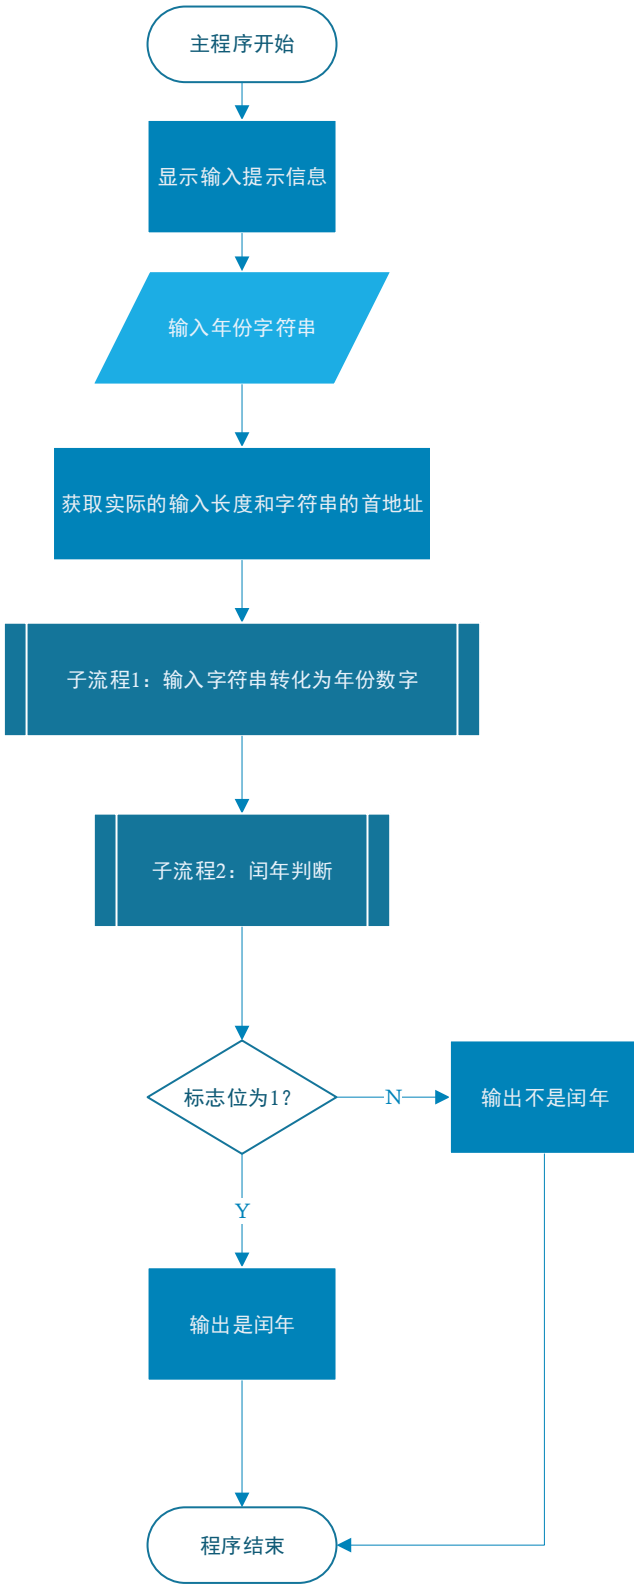 主程序开始
显示输入提示信息
输入年份字符串
获取实际的输入长度和字符串的首地址
子流程1：输入字符串转化为年份数字
子流程2：闰年判断
标志位为1？
N
输出不是闰年
Y
输出是闰年
程序结束